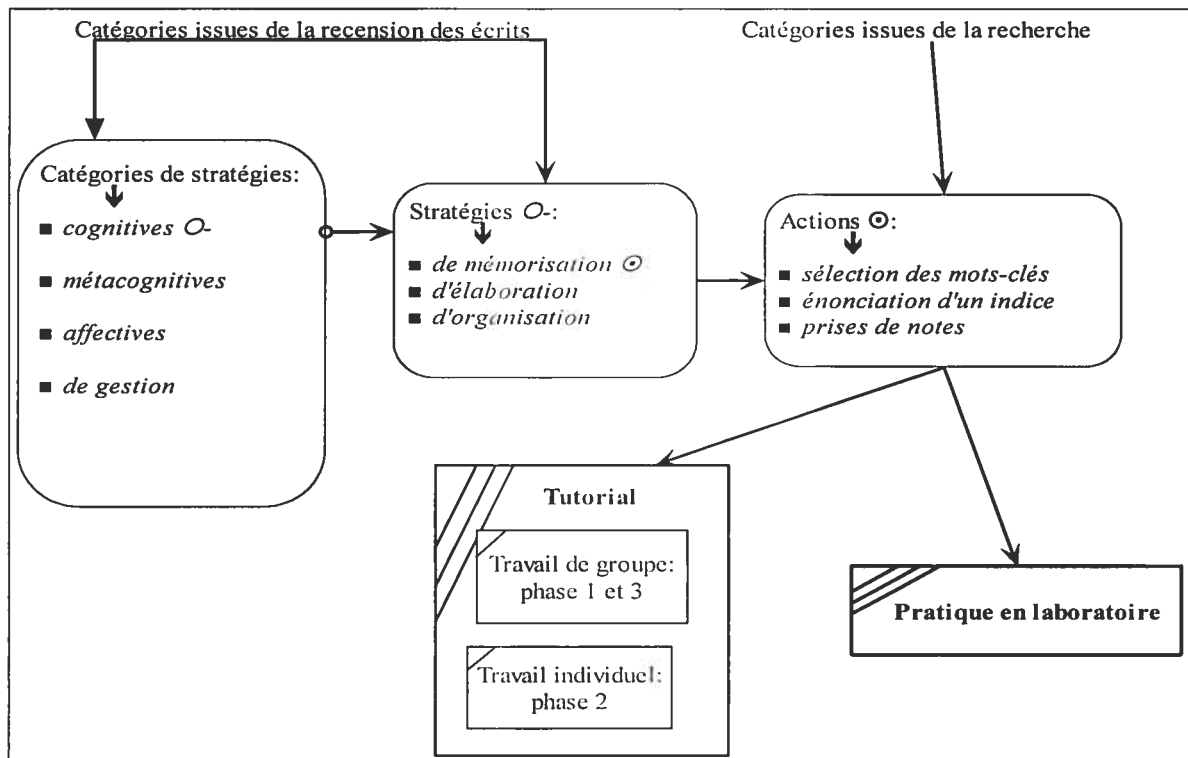 Catégories issues de la recension des écrits
Catégories issues de la recherche
Catégories de stratégies:
■ cognitives O-
■ métacognitives
■ affectives
■ de gestion
Stratégies O-:
■ de mémorisation ⊙
■ d'élaboration
■ d'organisation
Actions ⊙:
■ sélection des mots-clés
■ énonciation d'un indice
■ prises de notes
Tutorial
Travail de groupe:
phase 1 et 3
Travail individuel:
phase 2
Pratique en laboratoire